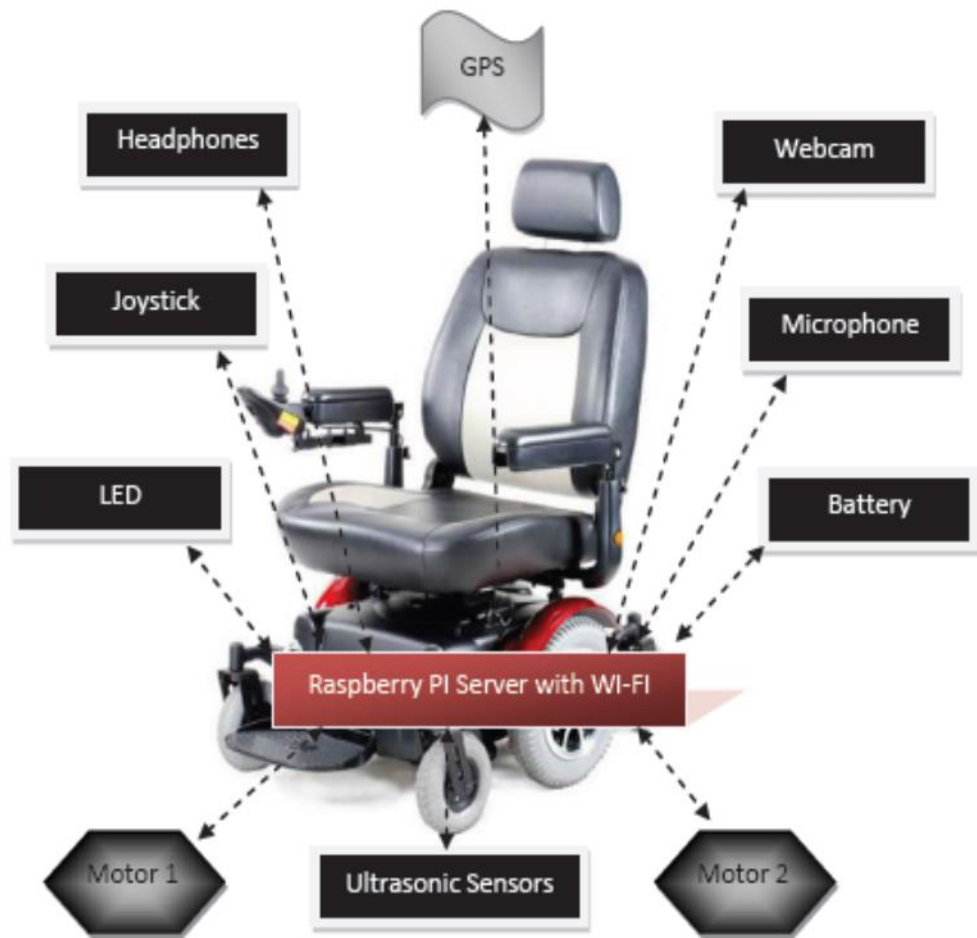 GPS
Headphones
Webcam
Joystick
Microphone
LED
Battery
Raspberry PI Server with WI-FI
Motor 1
Ultrasonic Sensors
Motor 2